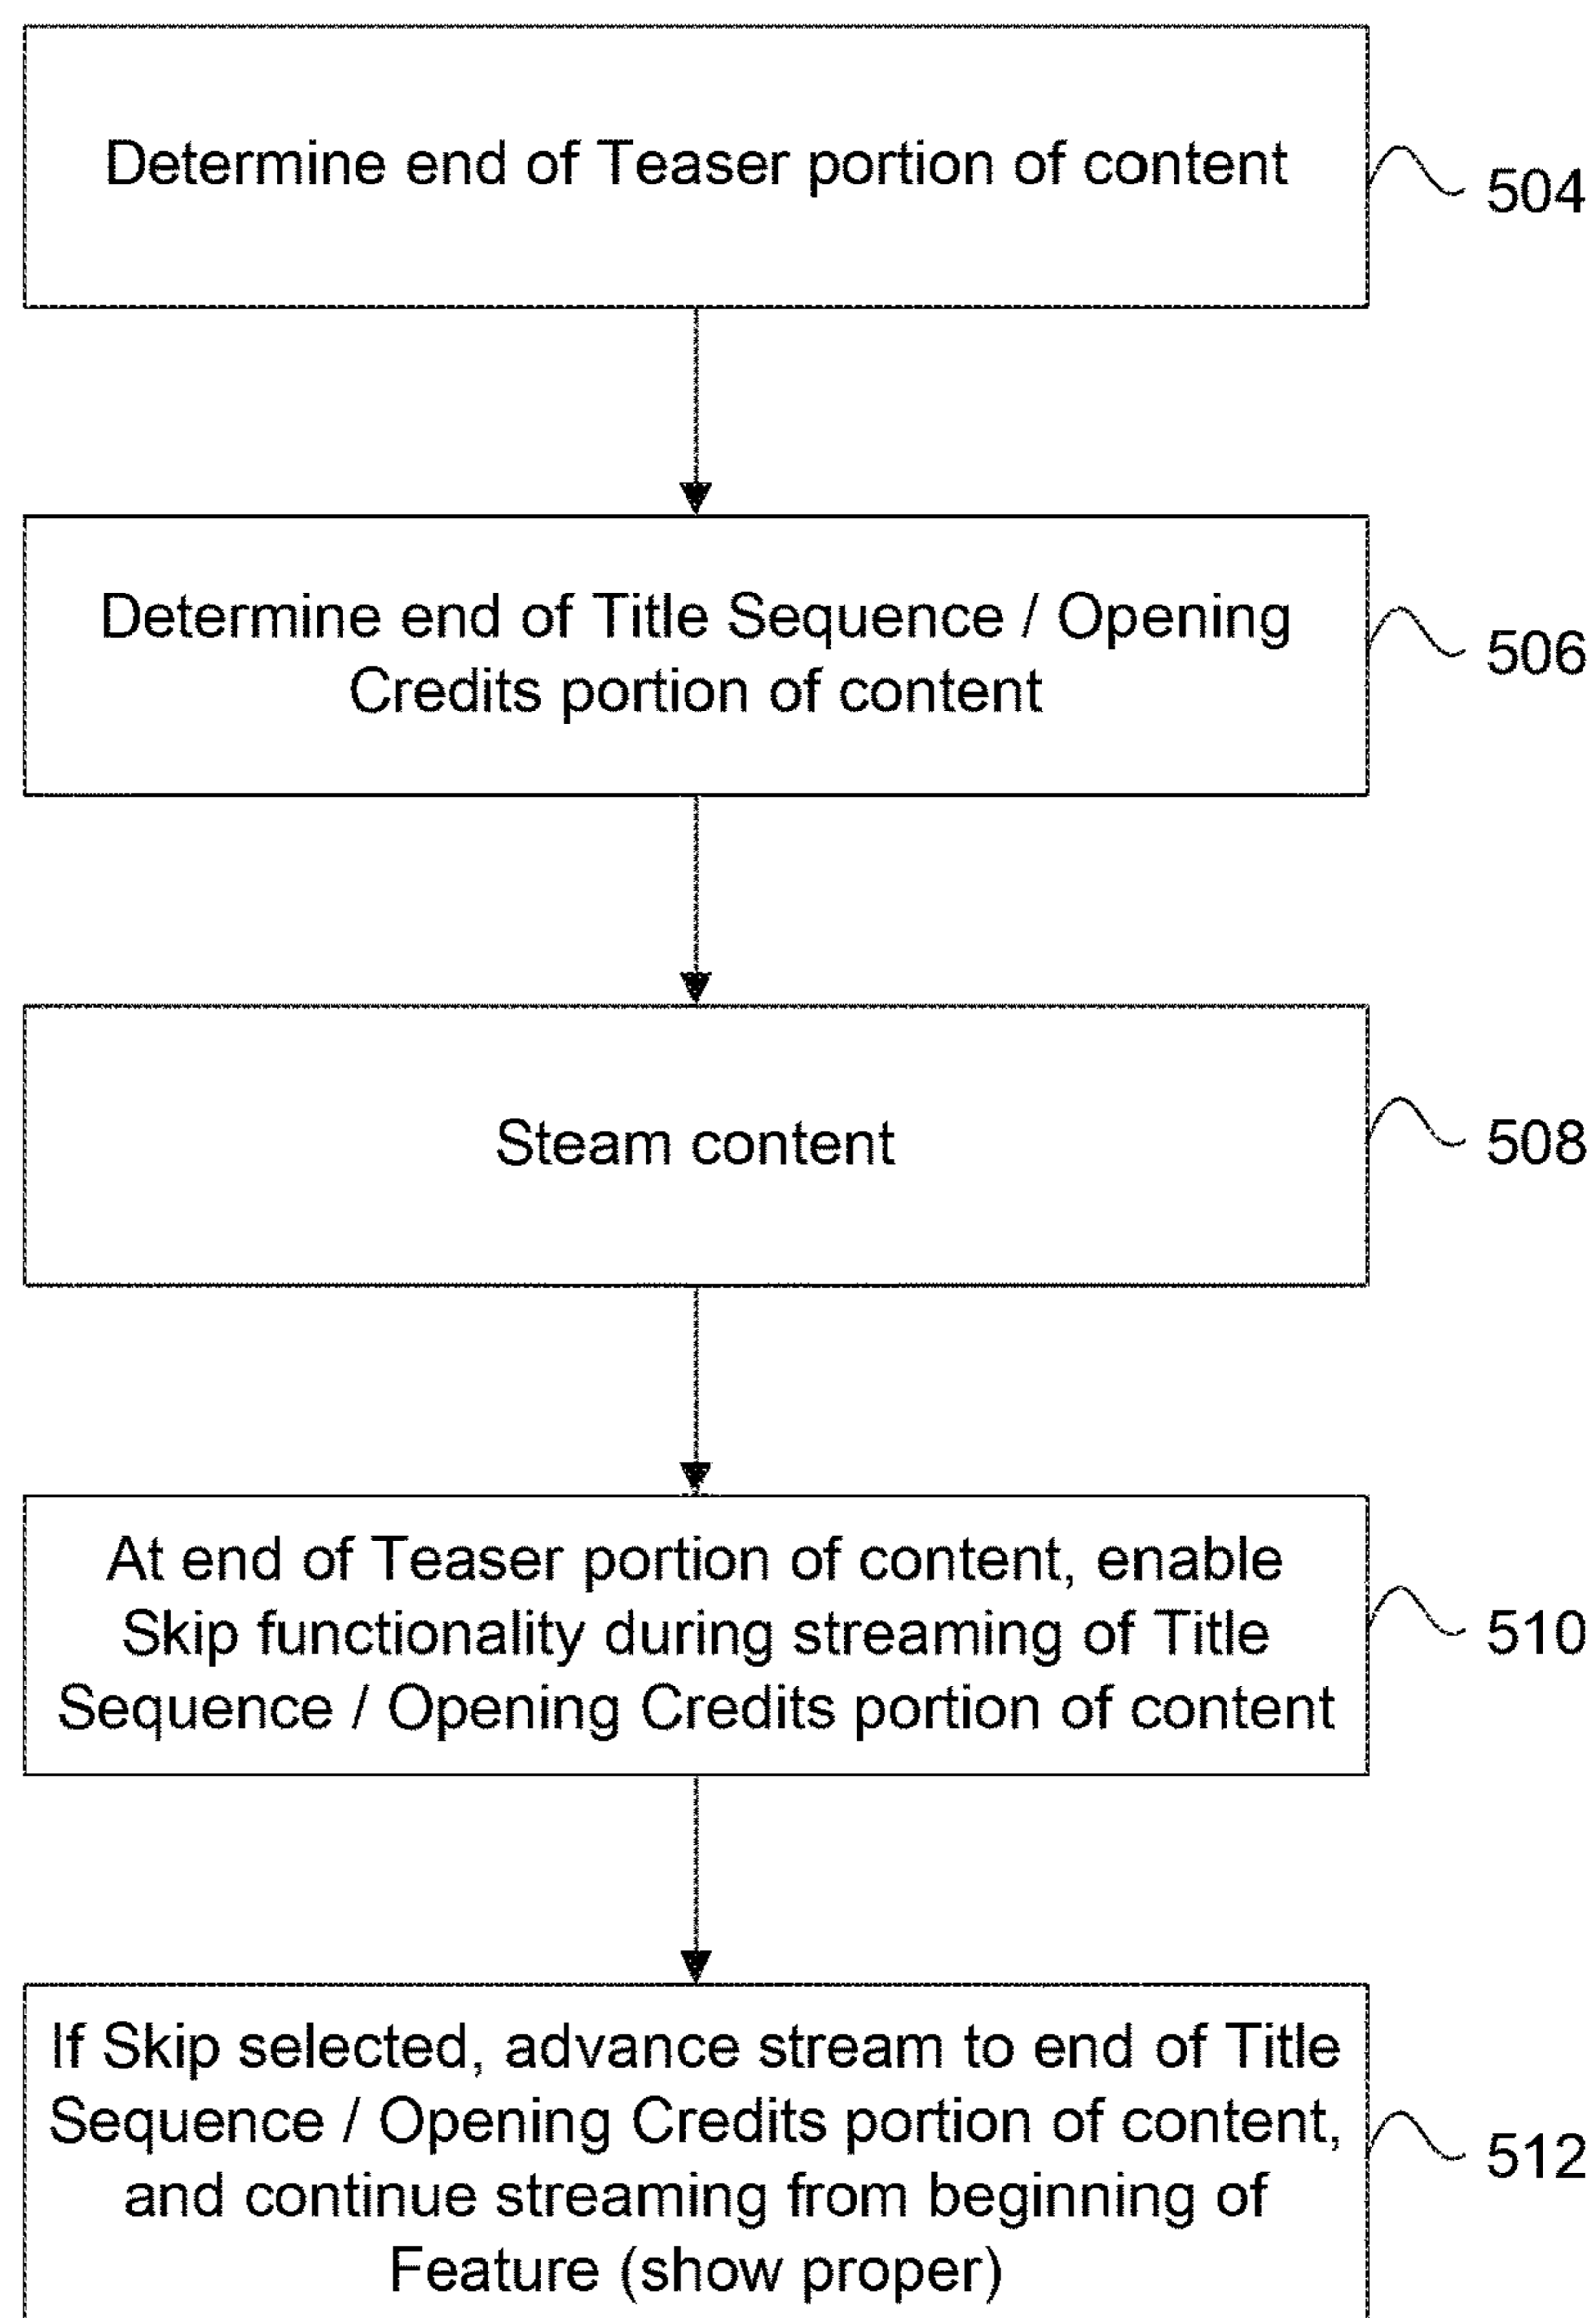 Determine end of Teaser portion of content
504
Determine end of Title Sequence / Opening
Credits portion of content
506
Steam content
508
At end of Teaser portion of content, enable
Skip functionality during streaming of Title
Sequence / Opening Credits portion of content
510
If Skip selected, advance stream to end of Title
Sequence / Opening Credits portion of content,
and continue streaming from beginning of
Feature (show proper)
512